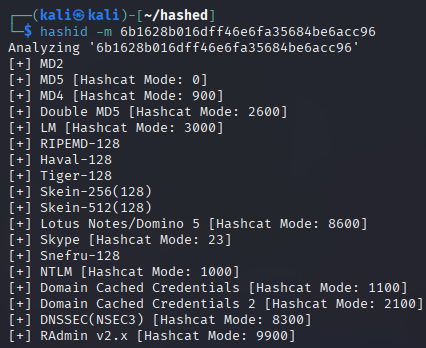 ┌──(kali㉿kali)-[~/hashed]
└─$ hashid -m 6b1628b016dff46e6fa35684be6acc96
Analyzing '6b1628b016dff46e6fa35684be6acc96'
[+] MD2
[+] MD5 [Hashcat Mode: 0]
[+] MD4 [Hashcat Mode: 900]
[+] Double MD5 [Hashcat Mode: 2600]
[+] LM [Hashcat Mode: 3000]
[+] RIPEMD-128
[+] Haval-128
[+] Tiger-128
[+] Skein-256(128)
[+] Skein-512(128)
[+] Lotus Notes/Domino 5 [Hashcat Mode: 8600]
[+] Skype [Hashcat Mode: 23]
[+] Snefru-128
[+] NTLM [Hashcat Mode: 1000]
[+] Domain Cached Credentials [Hashcat Mode: 1100]
[+] Domain Cached Credentials 2 [Hashcat Mode: 2100]
[+] DNSSEC(NSEC3) [Hashcat Mode: 8300]
[+] RAdmin v2.x [Hashcat Mode: 9900]